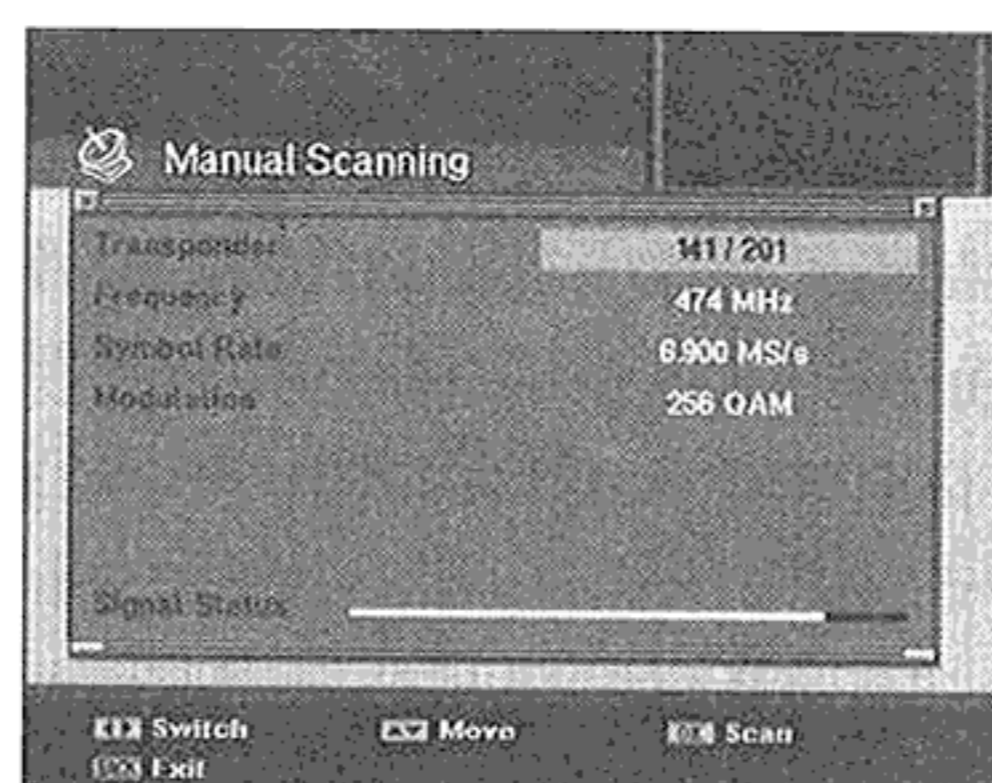 Manual Scanning
Transponder 141 / 201
Frequency 474 MHz
Symbol Rate 6.900 MS/s
Modulation 256 QAM
Signal Status
Switch Move Scan
Exit